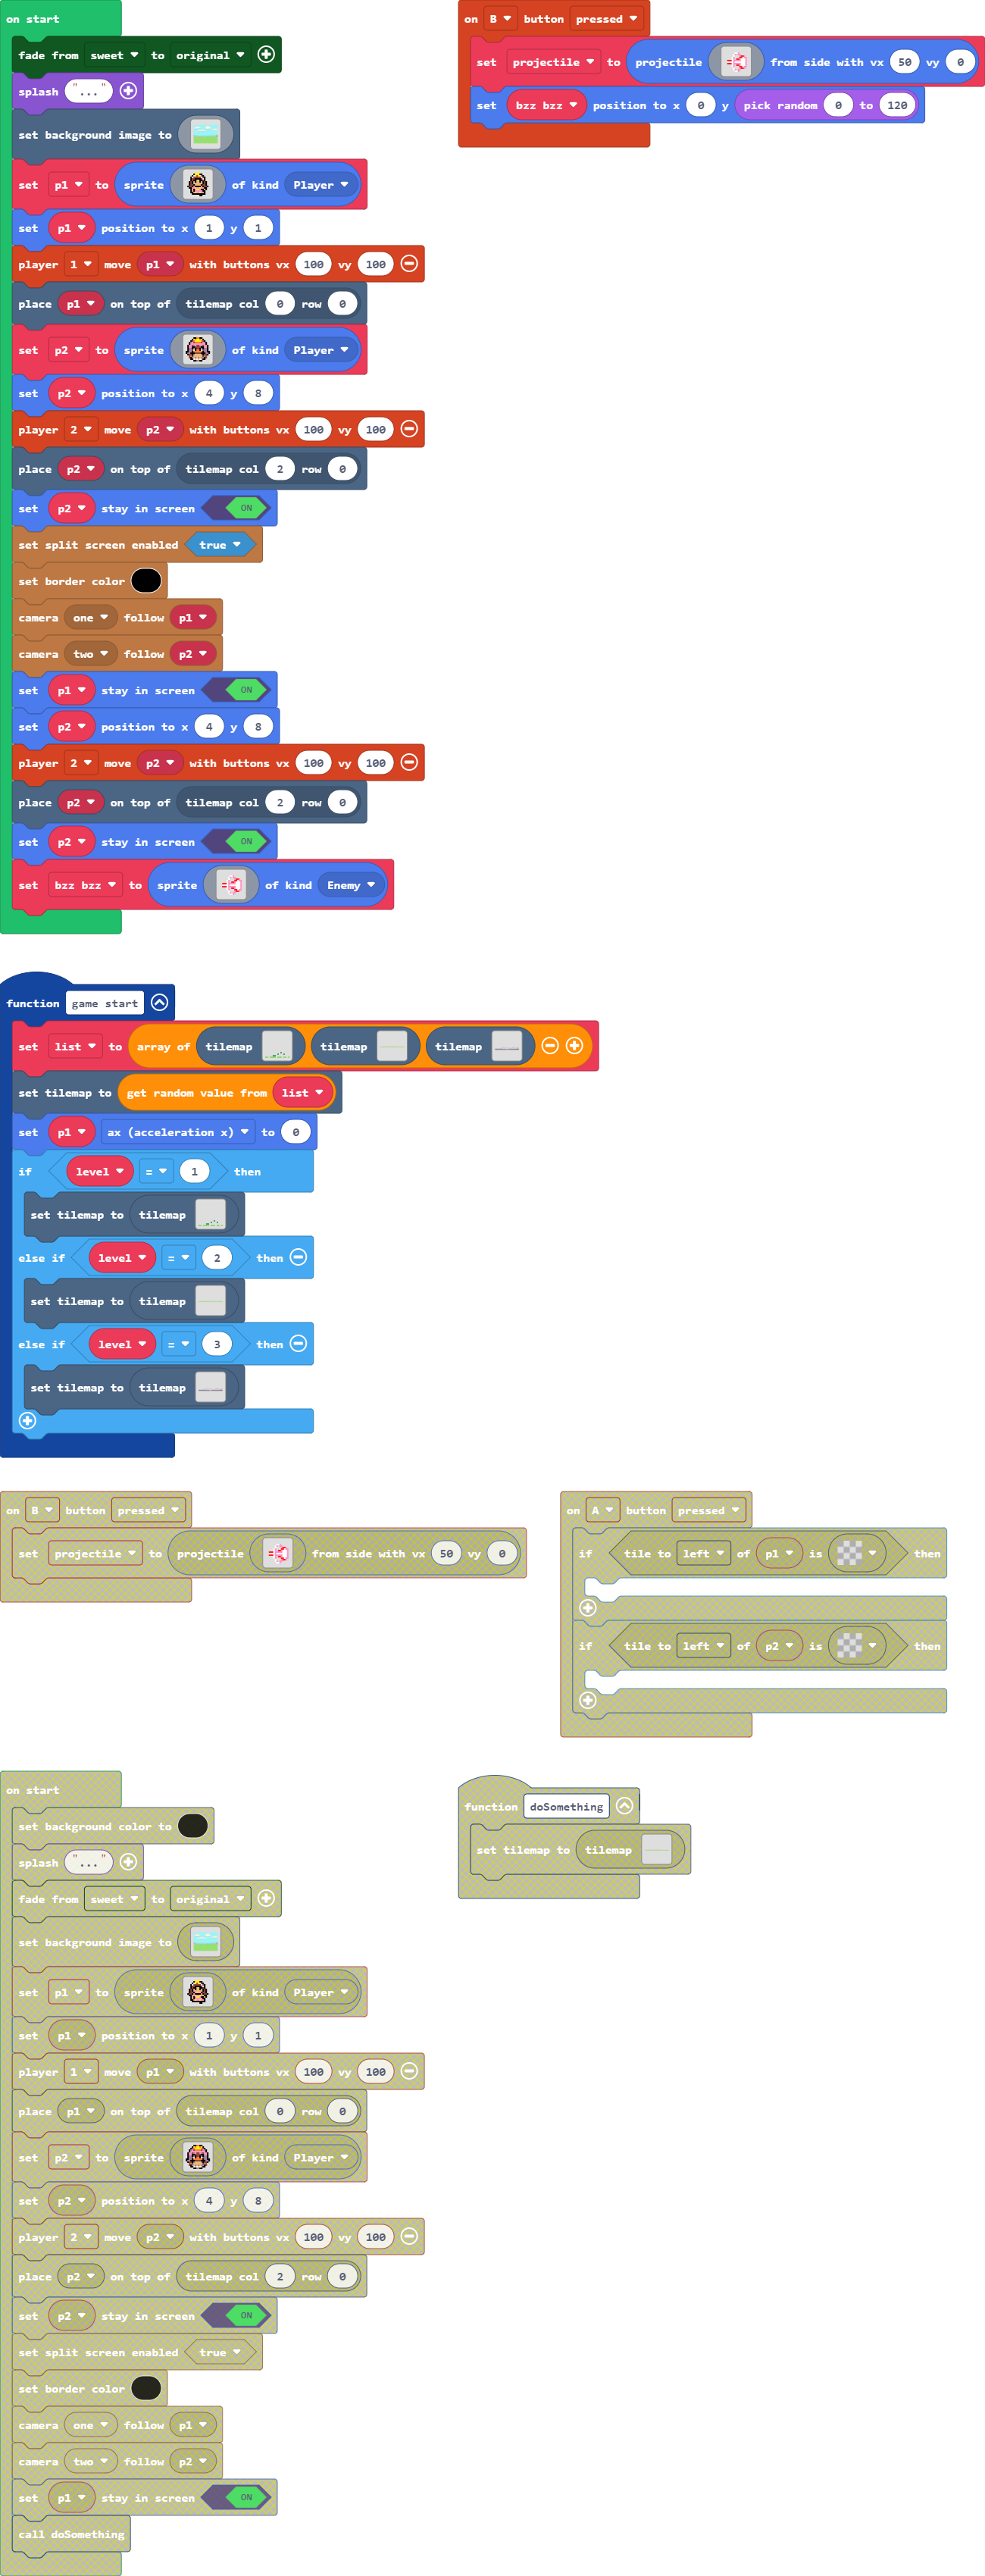 on start
fade from sweet to original
splash "..."
set background image to
set p1 to sprite of kind Player
set p1 position to x 1 y 1
player 1 move p1 with buttons vx 100 vy 100
place p1 on top of tilemap col 0 row 0
set p2 to sprite of kind Player
set p2 position to x 4 y 8
player 2 move p2 with buttons vx 100 vy 100
place p2 on top of tilemap col 2 row 0
set p2 stay in screen ON
set split screen enabled true
set border color
camera one follow p1
camera two follow p2
set p1 stay in screen ON
set p2 position to x 4 y 8
player 2 move p2 with buttons vx 100 vy 100
place p2 on top of tilemap col 2 row 0
set p2 stay in screen ON
set bzz bzz to sprite of kind Enemy
on B button pressed
set projectile to projectile from side with vx 50 vy 0
set bzz bzz position to x 0 y pick random 0 to 120
function game start
set list to array of tilemap tilemap tilemap
set tilemap to get random value from list
set p1 ax (acceleration x) to 0
if level = 1 then
set tilemap to tilemap
else if level = 2 then
set tilemap to tilemap
else if level = 3 then
set tilemap to tilemap
on B button pressed
set projectile to projectile from side with vx 50 vy 0
on A button pressed
if tile to left of p1 is then
if tile to left of p2 is then
on start
set background color to
splash "..."
fade from sweet to original
set background image to
set p1 to sprite of kind Player
set p1 position to x 1 y 1
player 1 move p1 with buttons vx 100 vy 100
place p1 on top of tilemap col 0 row 0
set p2 to sprite of kind Player
set p2 position to x 4 y 8
player 2 move p2 with buttons vx 100 vy 100
place p2 on top of tilemap col 2 row 0
set p2 stay in screen ON
set split screen enabled true
set border color
camera one follow p1
camera two follow p2
set p1 stay in screen ON
call doSomething
function doSomething
set tilemap to tilemap